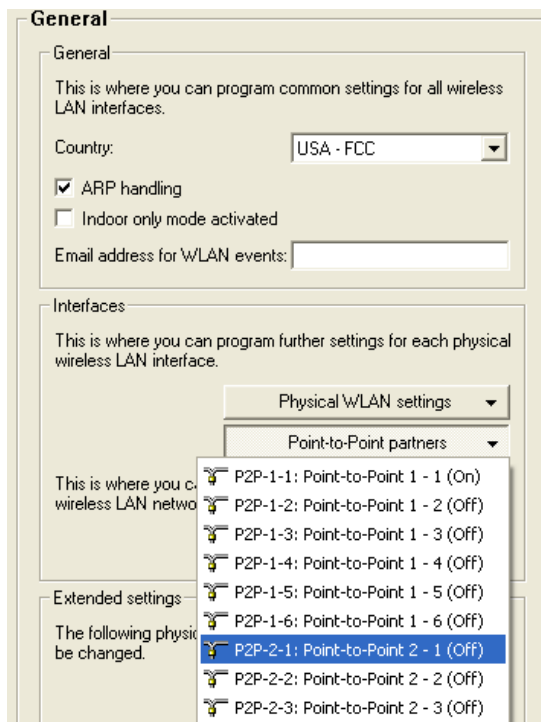 General
General
This is where you can program common settings for all wireless
LAN interfaces.
Country:
USA - FCC
ARP handling
Indoor only mode activated
Email address for WLAN events:
Interfaces
This is where you can program further settings for each physical
wireless LAN interface.
Physical WLAN settings
Point-to-Point partners
This is where you
wireless LAN
P2P-1-1: Point-to-Point 1 - 1 (On)
P2P-1-2: Point-to-Point 1 - 2 (Off)
P2P-1-3: Point-to-Point 1 - 3 (Off)
P2P-1-4: Point-to-Point 1 - 4 (Off)
P2P-1-5: Point-to-Point 1 - 5 (Off)
P2P-1-6: Point-to-Point 1 - 6 (Off)
P2P-2-1: Point-to-Point 2 - 1 (Off)
P2P-2-2: Point-to-Point 2 - 2 (Off)
P2P-2-3: Point-to-Point 2 - 3 (Off)
Extended settings
The following
be changed.